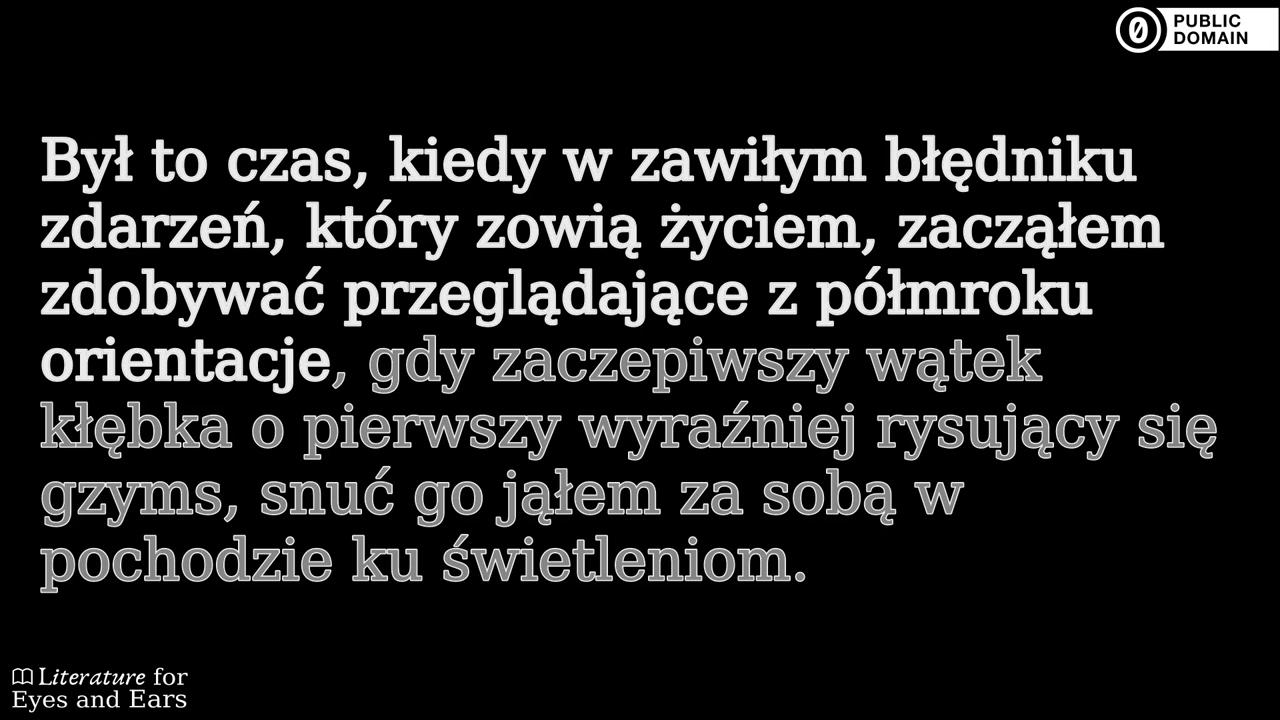 PUBLIC
DOMAIN
Był to czas, kiedy w zawiłym błędniku
zdarzeń, który zowią życiem, zacząłem
zdobywać przeglądające z półmroku
orientacje, gdy zaczepiwszy wątek
kłębka o pierwszy wyraźniej rysujący się
gzyms, snuć go jąłem za sobą w
pochodzie ku świetleniom.
Literature for
Eyes and Ears